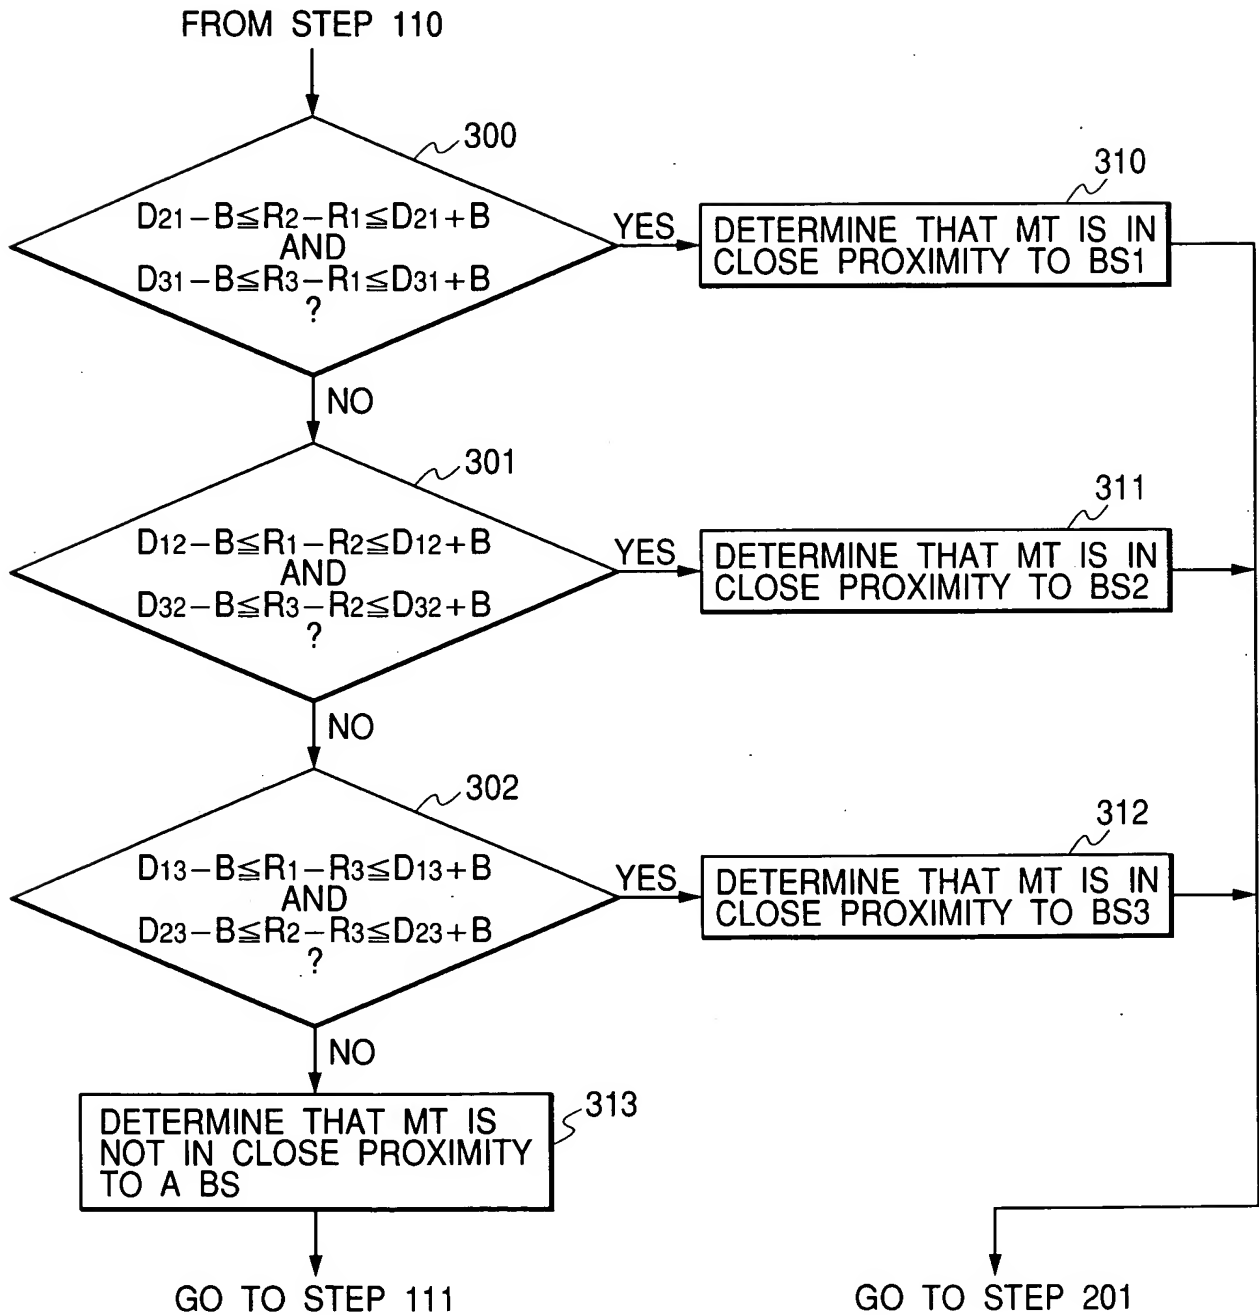 FROM STEP 110
300
D21−B≦R2−R1≦D21+B
AND
D31−B≦R3−R1≦D31+B
?
YES
310
DETERMINE THAT MT IS IN
CLOSE PROXIMITY TO BS1
NO
301
D12−B≦R1−R2≦D12+B
AND
D32−B≦R3−R2≦D32+B
?
YES
311
DETERMINE THAT MT IS IN
CLOSE PROXIMITY TO BS2
NO
302
D13−B≦R1−R3≦D13+B
AND
D23−B≦R2−R3≦D23+B
?
YES
312
DETERMINE THAT MT IS IN
CLOSE PROXIMITY TO BS3
NO
313
DETERMINE THAT MT IS
NOT IN CLOSE PROXIMITY
TO A BS
GO TO STEP 111
GO TO STEP 201